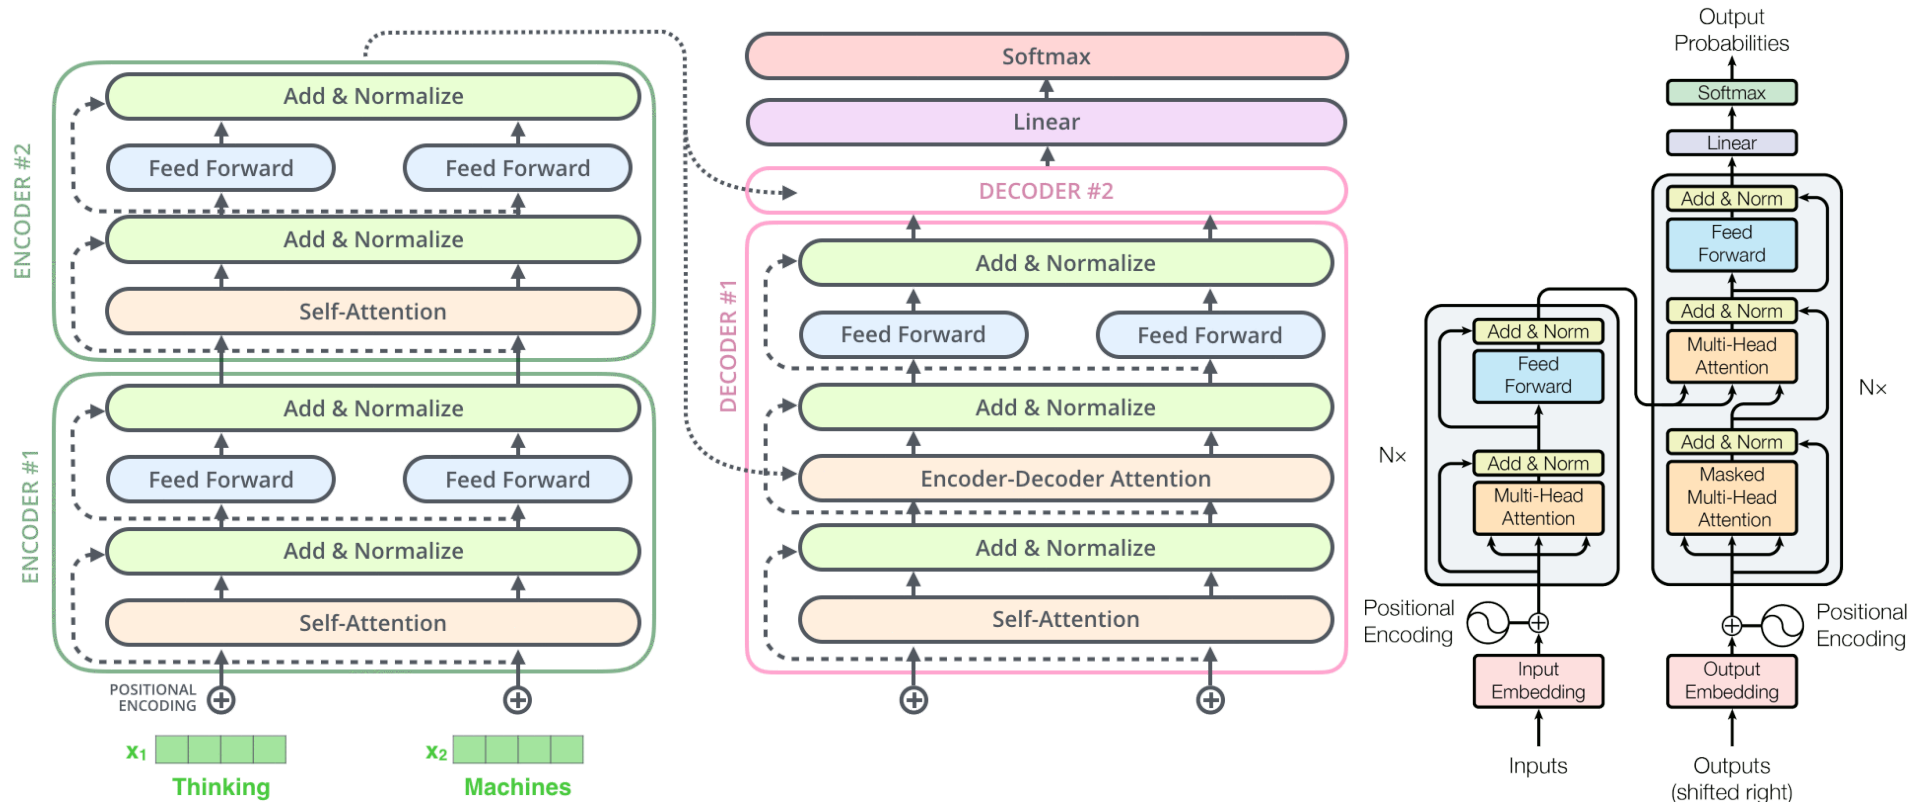 ENCODER #2
Add & Normalize
Feed Forward
Feed Forward
Add & Normalize
Self-Attention
ENCODER #1
Add & Normalize
Feed Forward
Feed Forward
Add & Normalize
Self-Attention
POSITIONAL
ENCODING
x1
x2
Thinking
Machines
Softmax
Linear
DECODER #2
DECODER #1
Add & Normalize
Feed Forward
Feed Forward
Add & Normalize
Encoder-Decoder Attention
Add & Normalize
Self-Attention
Output
Probabilities
Softmax
Linear
Add & Norm
Feed
Forward
Add & Norm
Multi-Head
Attention
Nx
Add & Norm
Masked
Multi-Head
Attention
Add & Norm
Feed
Forward
Nx
Add & Norm
Multi-Head
Attention
Positional
Encoding
Positional
Encoding
Input
Embedding
Output
Embedding
Inputs
Outputs
(shifted right)